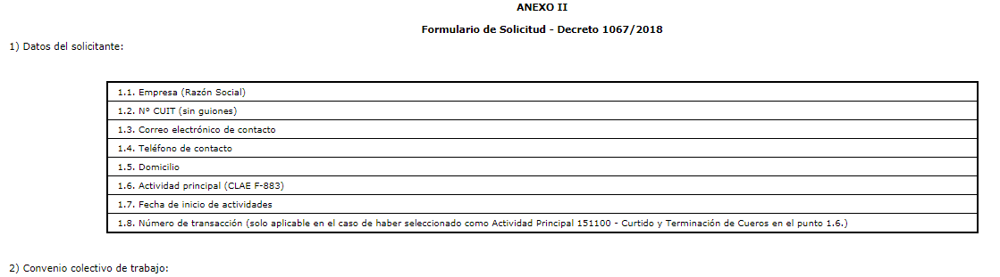 ANEXO II
Formulario de Solicitud - Decreto 1067/2018
1) Datos del solicitante:
1.1. Empresa (Razón Social)
1.2. Nº CUIT (sin guiones)
1.3. Correo electrónico de contacto
1.4. Teléfono de contacto
1.5. Domicilio
1.6. Actividad principal (CLAE F-883)
1.7. Fecha de inicio de actividades
1.8. Número de transacción (solo aplicable en el caso de haber seleccionado como Actividad Principal 151100 - Curtido y Terminación de Cueros en el punto 1.6.)
2) Convenio colectivo de trabajo: